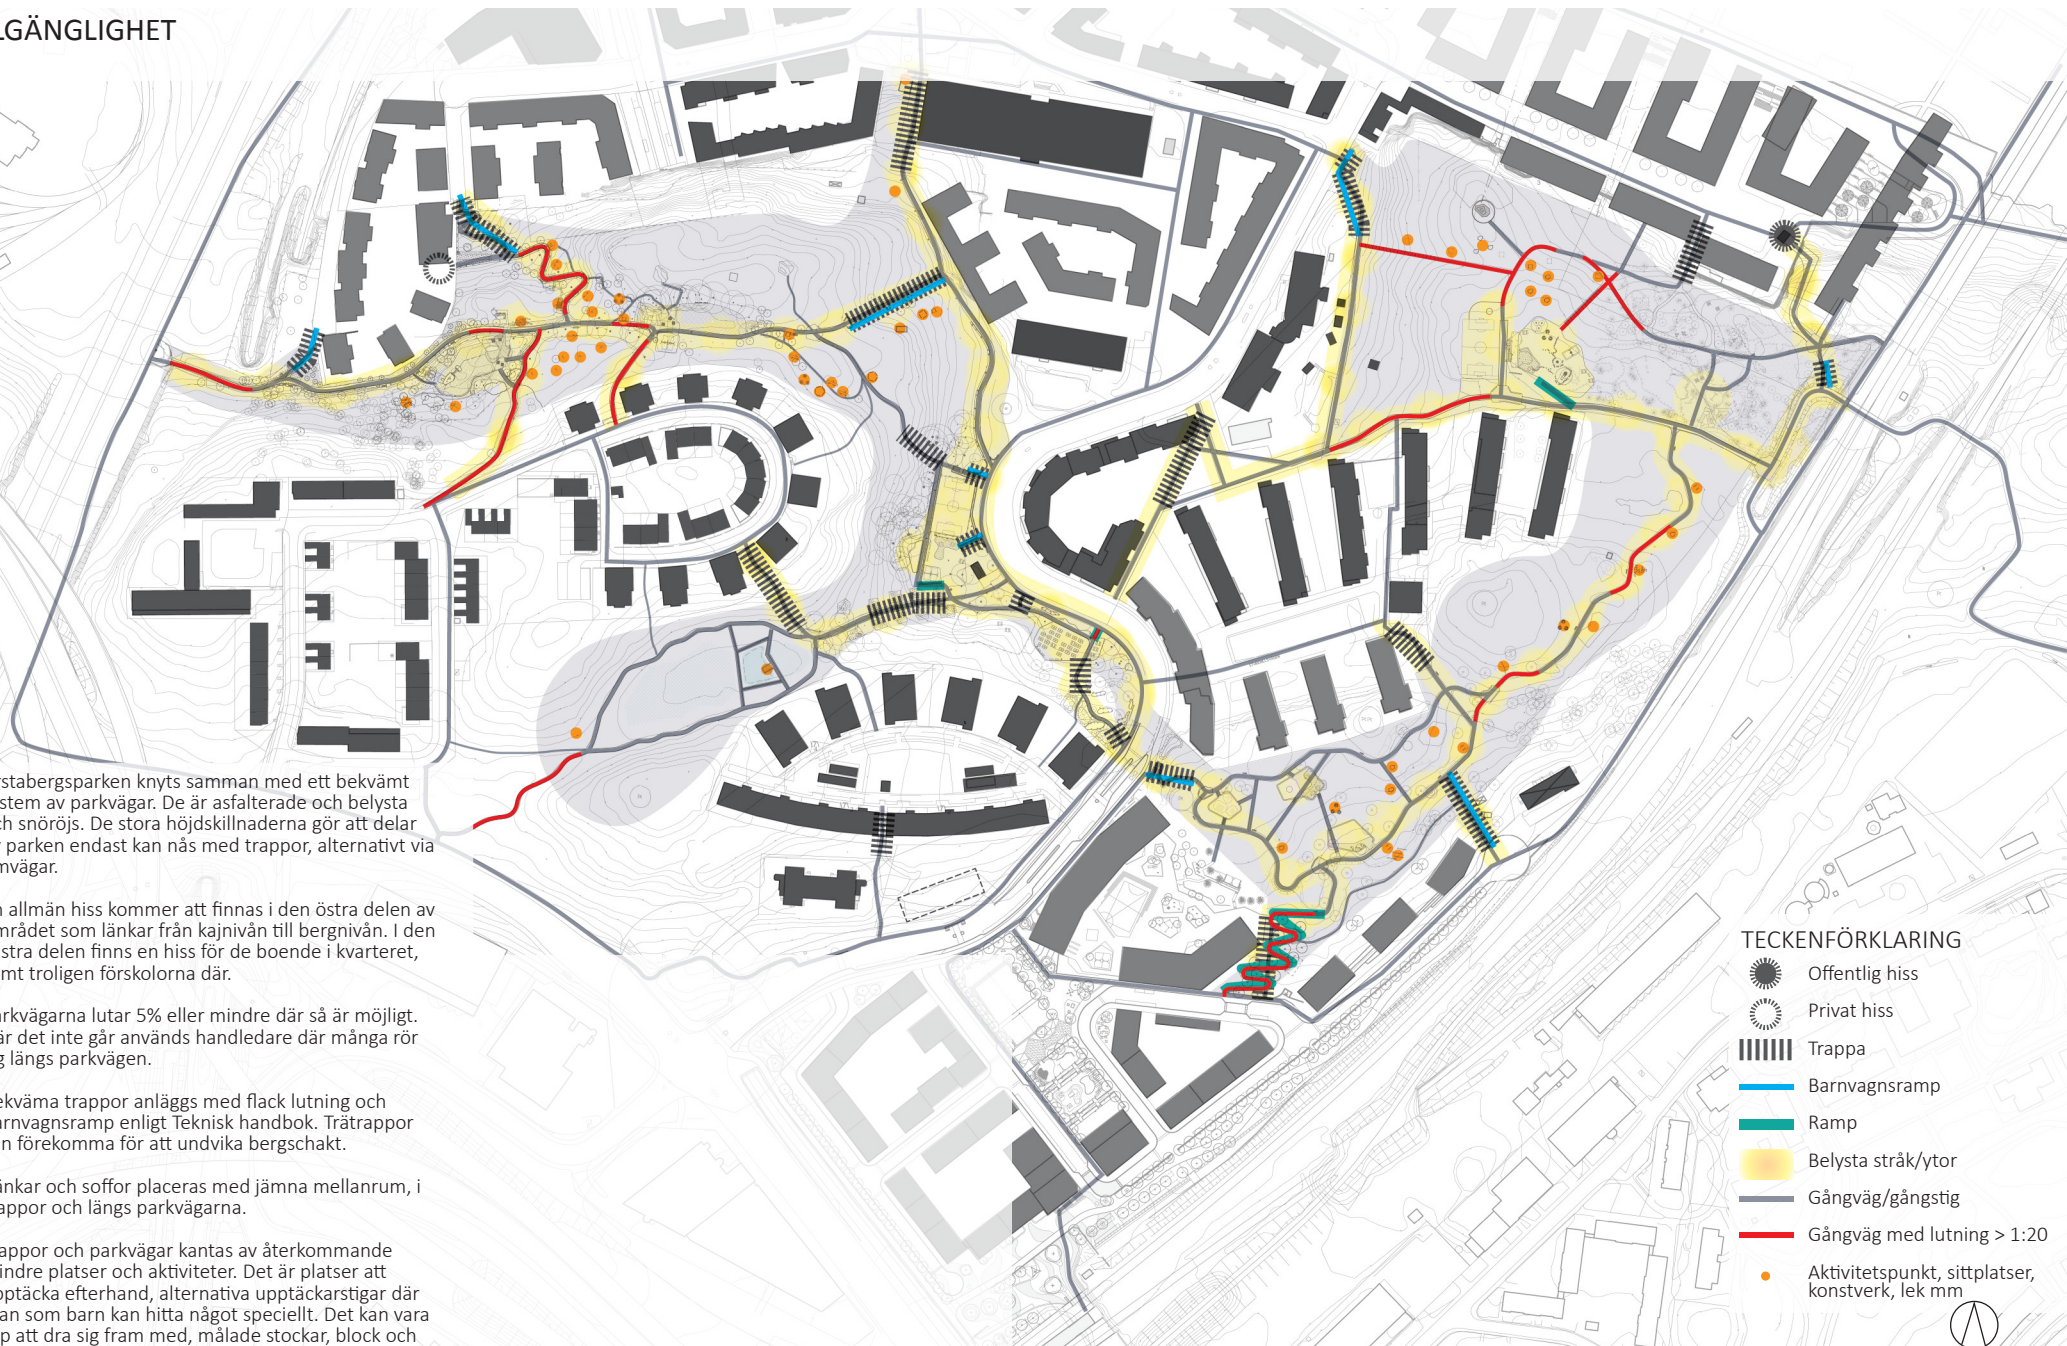 LGÄNGLIGHET
rstabergsparken knyts samman med ett bekvämt
stem av parkvägar. De är asfalterade och belysta
ch snöröjs. De stora höjdskillnaderna gör att delar
v parken endast kan nås med trappor, alternativt via
mvägar.
n allmän hiss kommer att finnas i den östra delen av
mrådet som länkar från kajnivån till bergnivån. I den
stra delen finns en hiss för de boende i kvarteret,
mt troligen förskolorna där.
arkvägarna lutar 5% eller mindre där så är möjligt.
är det inte går används handledare där många rör
g längs parkvägen.
ekväma trappor anläggs med flack lutning och
arnvagnsramp enligt Teknisk handbok. Trätrappor
n förekomma för att undvika bergschakt.
änkar och soffor placeras med jämna mellanrum, i
appor och längs parkvägarna.
appor och parkvägar kantas av återkommande
indre platser och aktiviteter. Det är platser att
pptäcka efterhand, alternativa upptäckarstigar där
an som barn kan hitta något speciellt. Det kan vara
p att dra sig fram med, målade stockar, block och
TECKENFÖRKLARING
Offentlig hiss
Privat hiss
Trappa
Barnvagnsramp
Ramp
Belysta stråk/ytor
Gångväg/gångstig
Gångväg med lutning > 1:20
Aktivitetspunkt, sittplatser,
konstverk, lek mm